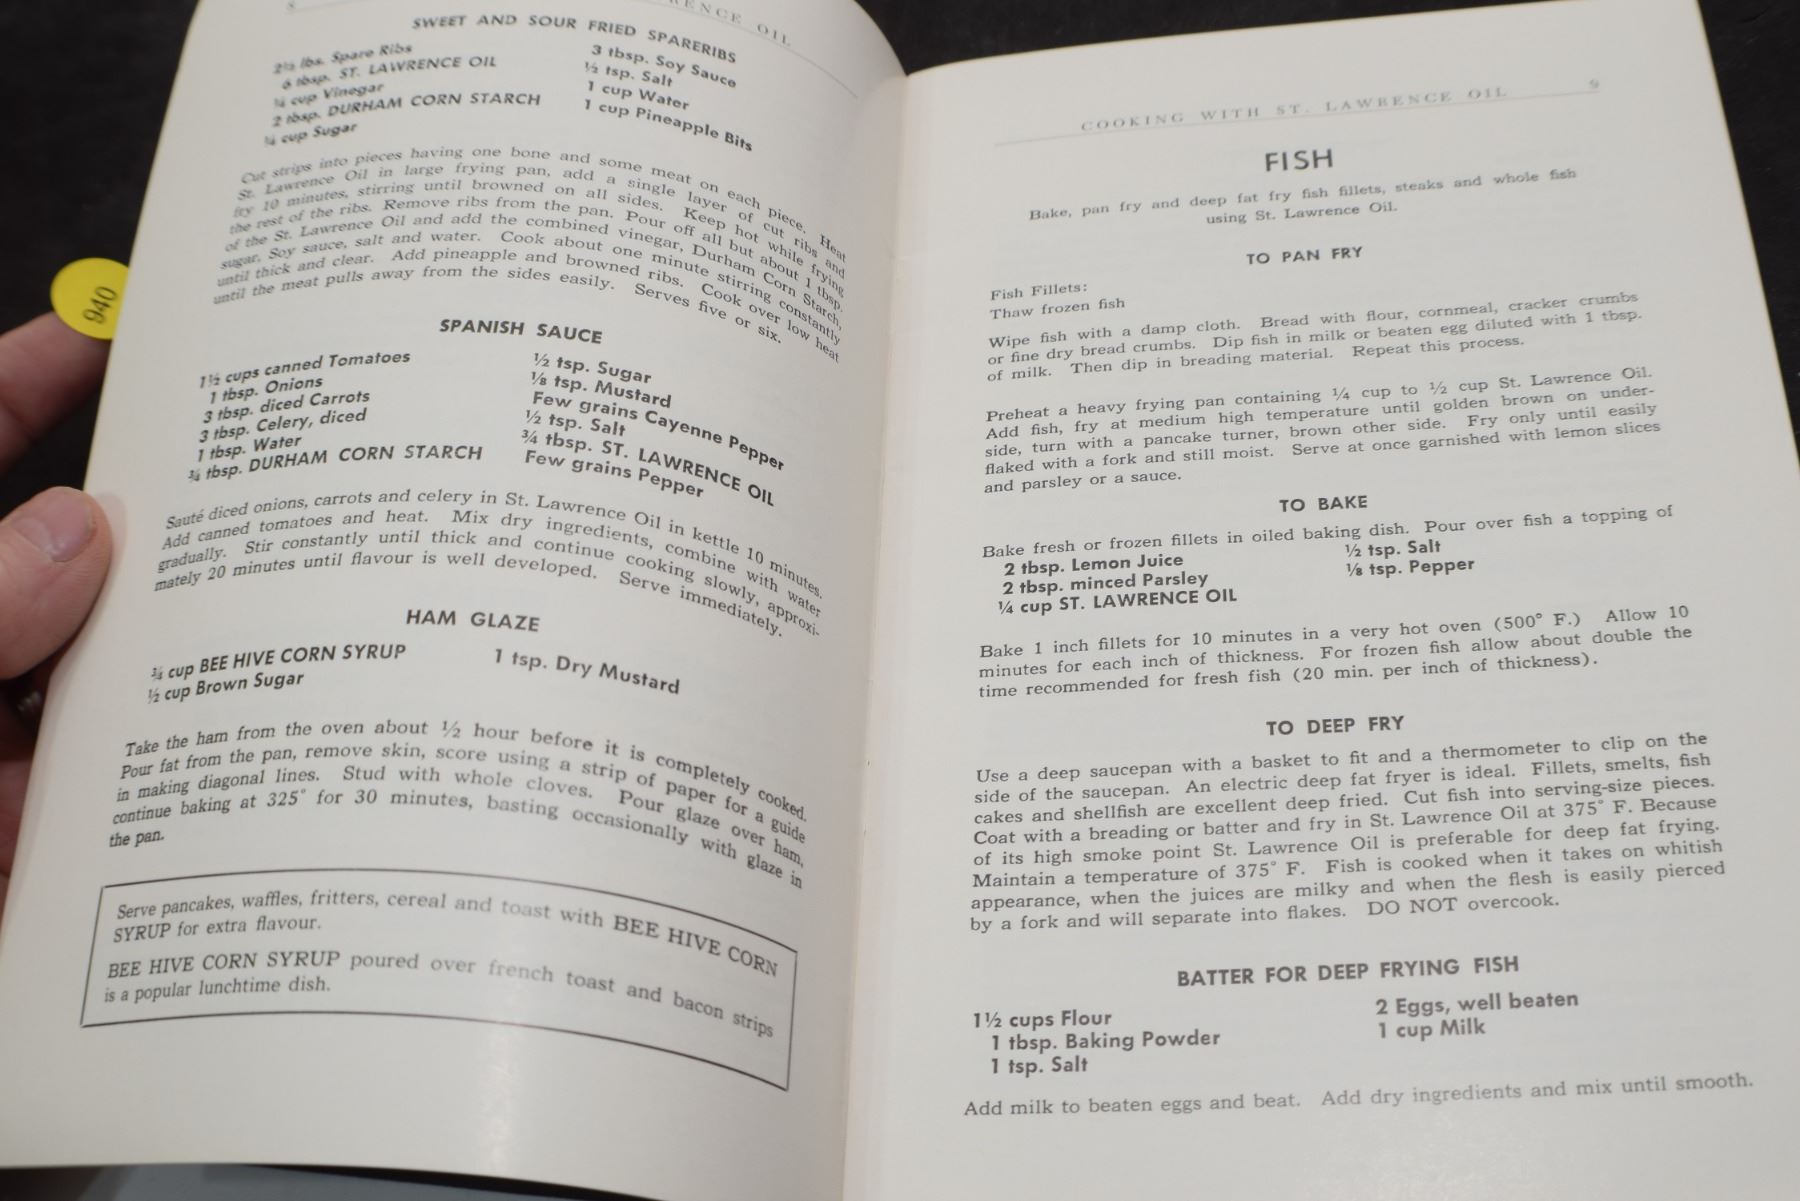 8
RENCE OIL
SWEET AND SOUR FRIED SPARERIBS
2½ lbs. Spare Ribs
6 tbsp. ST. LAWRENCE OIL
¼ cup Vinegar
2 tbsp. DURHAM CORN STARCH
¼ cup Sugar
3 tbsp. Soy Sauce
½ tsp. Salt
1 cup Water
1 cup Pineapple Bits
Cut strips into pieces having one bone and some meat on each piece. Heat
St. Lawrence Oil in large frying pan, add a single layer of cut ribs and
fry 10 minutes, stirring until browned on all sides. Keep hot while frying
the rest of the ribs. Remove ribs from the pan. Pour off all but about 1 tbsp.
of the St. Lawrence Oil and add the combined vinegar, Durham Corn Starch,
sugar, Soy sauce, salt and water. Cook about one minute stirring constantly
until thick and clear. Add pineapple and browned ribs. Cook over low heat
until the meat pulls away from the sides easily. Serves five or six.
SPANISH SAUCE
1½ cups canned Tomatoes
1 tbsp. Onions
3 tbsp. diced Carrots
3 tbsp. Celery, diced
1 tbsp. Water
¾ tbsp. DURHAM CORN STARCH
½ tsp. Sugar
⅛ tsp. Mustard
Few grains Cayenne Pepper
½ tsp. Salt
¾ tbsp. ST. LAWRENCE OIL
Few grains Pepper
Sauté diced onions, carrots and celery in St. Lawrence Oil in kettle 10 minutes.
Add canned tomatoes and heat. Mix dry ingredients, combine with water
gradually. Stir constantly until thick and continue cooking slowly, approxi-
mately 20 minutes until flavour is well developed. Serve immediately.
HAM GLAZE
¾ cup BEE HIVE CORN SYRUP
½ cup Brown Sugar
1 tsp. Dry Mustard
Take the ham from the oven about ½ hour before it is completely cooked.
Pour fat from the pan, remove skin, score using a strip of paper for a guide
in making diagonal lines. Stud with whole cloves. Pour glaze over ham,
continue baking at 325° for 30 minutes, basting occasionally with glaze in
the pan.
Serve pancakes, waffles, fritters, cereal and toast with BEE HIVE CORN
SYRUP for extra flavour.
BEE HIVE CORN SYRUP poured over french toast and bacon strips
is a popular lunchtime dish.
940
COOKING WITH ST. LAWRENCE OIL 9
FISH
Bake, pan fry and deep fat fry fish fillets, steaks and whole fish
using St. Lawrence Oil.
TO PAN FRY
Fish Fillets:
Thaw frozen fish
Wipe fish with a damp cloth. Bread with flour, cornmeal, cracker crumbs
or fine dry bread crumbs. Dip fish in milk or beaten egg diluted with 1 tbsp.
of milk. Then dip in breading material. Repeat this process.
Preheat a heavy frying pan containing ¼ cup to ½ cup St. Lawrence Oil.
Add fish, fry at medium high temperature until golden brown on under-
side, turn with a pancake turner, brown other side. Fry only until easily
flaked with a fork and still moist. Serve at once garnished with lemon slices
and parsley or a sauce.
TO BAKE
Bake fresh or frozen fillets in oiled baking dish. Pour over fish a topping of
2 tbsp. Lemon Juice
2 tbsp. minced Parsley
¼ cup ST. LAWRENCE OIL
½ tsp. Salt
⅛ tsp. Pepper
Bake 1 inch fillets for 10 minutes in a very hot oven (500° F.) Allow 10
minutes for each inch of thickness. For frozen fish allow about double the
time recommended for fresh fish (20 min. per inch of thickness).
TO DEEP FRY
Use a deep saucepan with a basket to fit and a thermometer to clip on the
side of the saucepan. An electric deep fat fryer is ideal. Fillets, smelts, fish
cakes and shellfish are excellent deep fried. Cut fish into serving-size pieces.
Coat with a breading or batter and fry in St. Lawrence Oil at 375° F. Because
of its high smoke point St. Lawrence Oil is preferable for deep fat frying.
Maintain a temperature of 375° F. Fish is cooked when it takes on whitish
appearance, when the juices are milky and when the flesh is easily pierced
by a fork and will separate into flakes. DO NOT overcook.
BATTER FOR DEEP FRYING FISH
1½ cups Flour
1 tbsp. Baking Powder
1 tsp. Salt
2 Eggs, well beaten
1 cup Milk
Add milk to beaten eggs and beat. Add dry ingredients and mix until smooth.